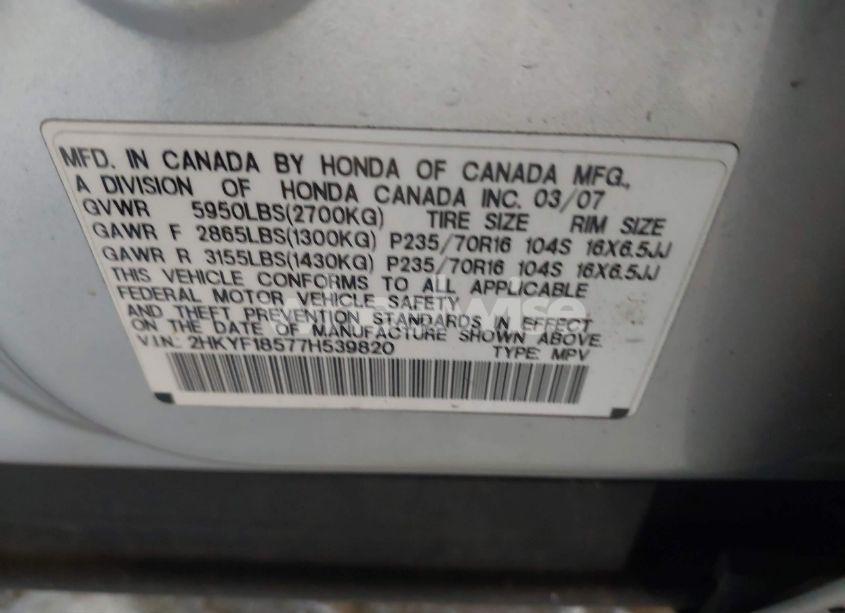 MFD. IN CANADA BY HONDA OF CANADA MFG.,
A DIVISION OF HONDA CANADA INC. 03/07
GVWR 5950LBS(2700KG) TIRE SIZE RIM SIZE
GAWR F 2865LBS(1300KG) P235/70R16 104S 16X6.5JJ
GAWR R 3155LBS(1430KG) P235/70R16 104S 16X6.5JJ
THIS VEHICLE CONFORMS TO ALL APPLICABLE
FEDERAL MOTOR VEHICLE SAFETY
AND THEFT PREVENTION STANDARDS IN EFFECT
ON THE DATE OF MANUFACTURE SHOWN ABOVE.
V.I.N.: 2HKYF18577H539820 TYPE: MPV